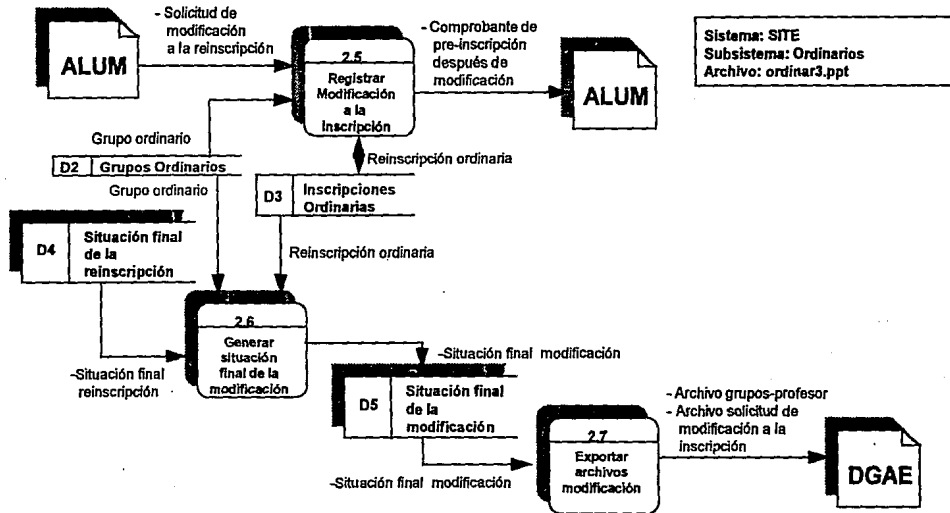 - Solicitud de
modificación
a la reinscripción
ALUM
2.5
Registrar
Modificación
a la
Inscripción
- Comprobante de
pre-inscripción
después de
modificación
ALUM
Sistema: SITE
Subsistema: Ordinarios
Archivo: ordinar3.ppt
Grupo ordinario
D2 Grupos Ordinarios
Grupo ordinario
Reinscripción ordinaria
D3 Inscripciones
Ordinarias
D4 Situación final
de la
reinscripción
Reinscripción ordinaria
2.6
Generar
situación
final de la
modificación
-Situación final
reinscripción
-Situación final modificación
D5 Situación final
de la
modificación
-Situación final modificación
2.7
Exportar
archivos
modificación
- Archivo grupos-profesor
- Archivo solicitud de
modificación a la
inscripción
DGAE